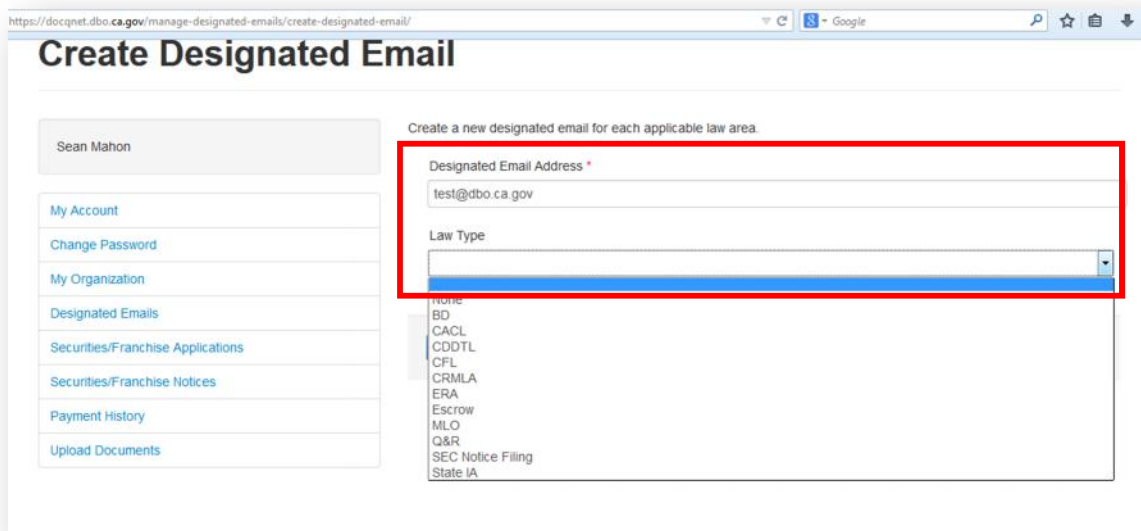 https://docqnet.dbo.ca.gov/manage-designated-emails/create-designated-email/
Google
Create Designated Email
Sean Mahon
My Account
Change Password
My Organization
Designated Emails
Securities/Franchise Applications
Securities/Franchise Notices
Payment History
Upload Documents
Create a new designated email for each applicable law area.
Designated Email Address *
test@dbo.ca.gov
Law Type
None
BD
CACL
CDDTL
CFL
CRMLA
ERA
Escrow
MLO
Q&R
SEC Notice Filing
State IA